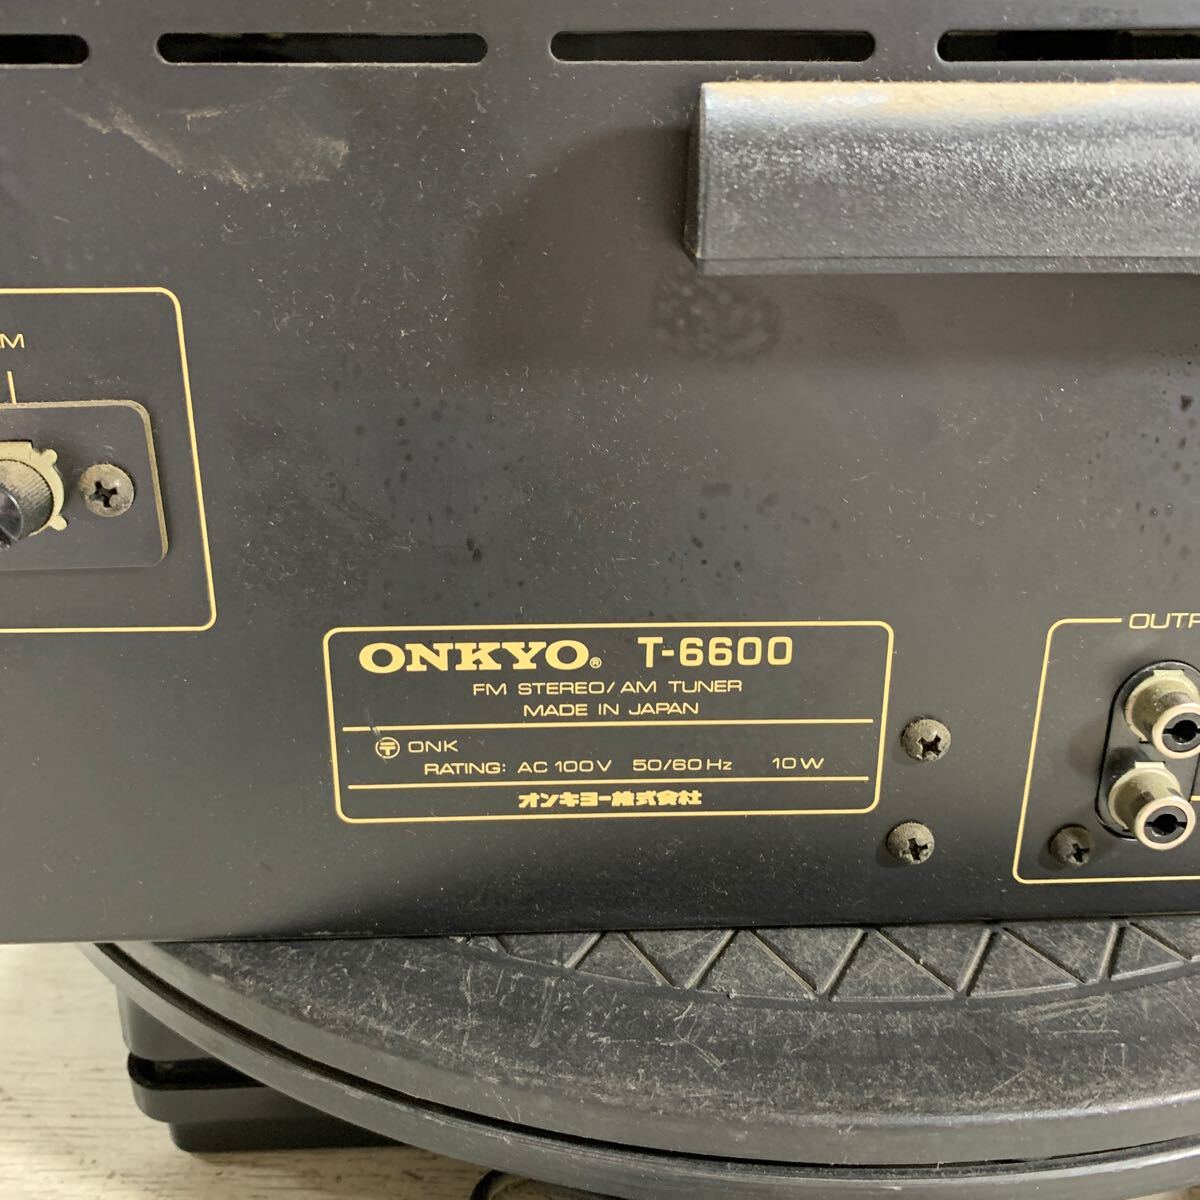 ONKYO® T-6600
FM STEREO/AM TUNER
MADE IN JAPAN
〒 ONK
RATING: AC 100V 50/60Hz 10W
オンキヨー株式会社